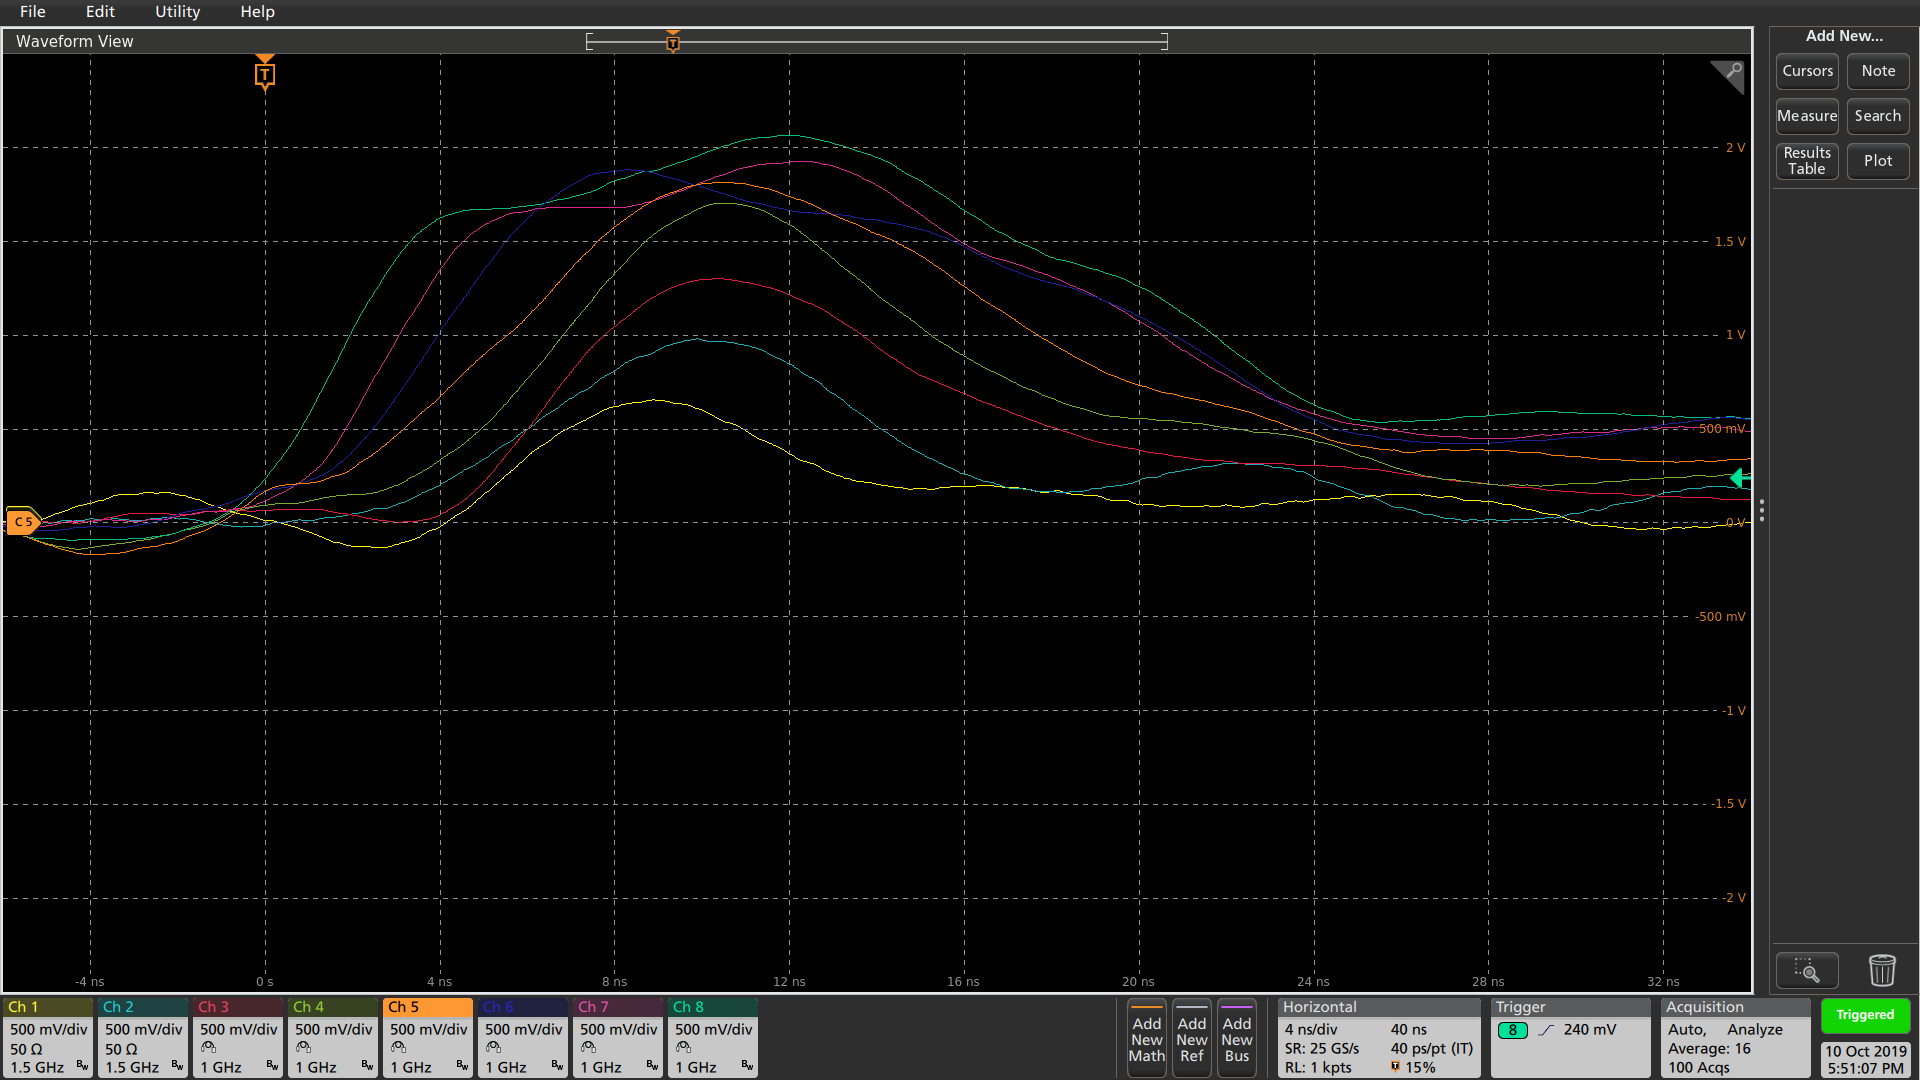 File Edit Utility Help
Waveform View
T
T
2 V
1.5 V
1 V
500 mV
0 V
-500 mV
-1 V
-1.5 V
-2 V
C 5
-4 ns 0 s 4 ns 8 ns 12 ns 16 ns 20 ns 24 ns 28 ns 32 ns
Add New...
Cursors Note
Measure Search
Results Table Plot
Ch 1
500 mV/div
50 Ω
1.5 GHz Bw
Ch 2
500 mV/div
50 Ω
1.5 GHz Bw
Ch 3
500 mV/div
1 GHz Bw
Ch 4
500 mV/div
1 GHz Bw
Ch 5
500 mV/div
1 GHz Bw
Ch 6
500 mV/div
1 GHz Bw
Ch 7
500 mV/div
1 GHz Bw
Ch 8
500 mV/div
1 GHz Bw
Add New Math
Add New Ref
Add New Bus
Horizontal
4 ns/div 40 ns
SR: 25 GS/s 40 ps/pt (IT)
RL: 1 kpts T 15%
Trigger
8 240 mV
Acquisition
Auto, Analyze
Average: 16
100 Acqs
Triggered
10 Oct 2019
5:51:07 PM